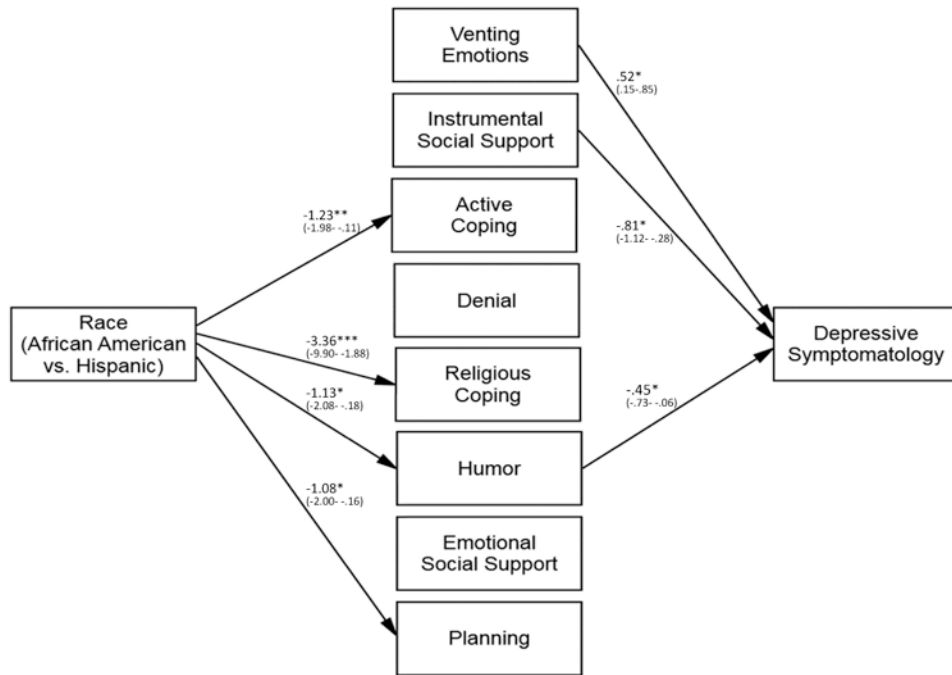 Venting
Emotions
.52*
(.15-.85)
Instrumental
Social Support
Active
Coping
-1.23**
(-1.98- -.11)
-.81*
(-1.12- -.28)
Denial
Race
(African American
vs. Hispanic)
-3.36***
(-9.90- -1.88)
Religious
Coping
Depressive
Symptomatology
-1.13*
(-2.08- -.18)
-.45*
(-.73- -.06)
Humor
-1.08*
(-2.00- -.16)
Emotional
Social Support
Planning